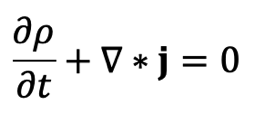 ∂ρ/∂t + ∇ * 𝐣 = 0